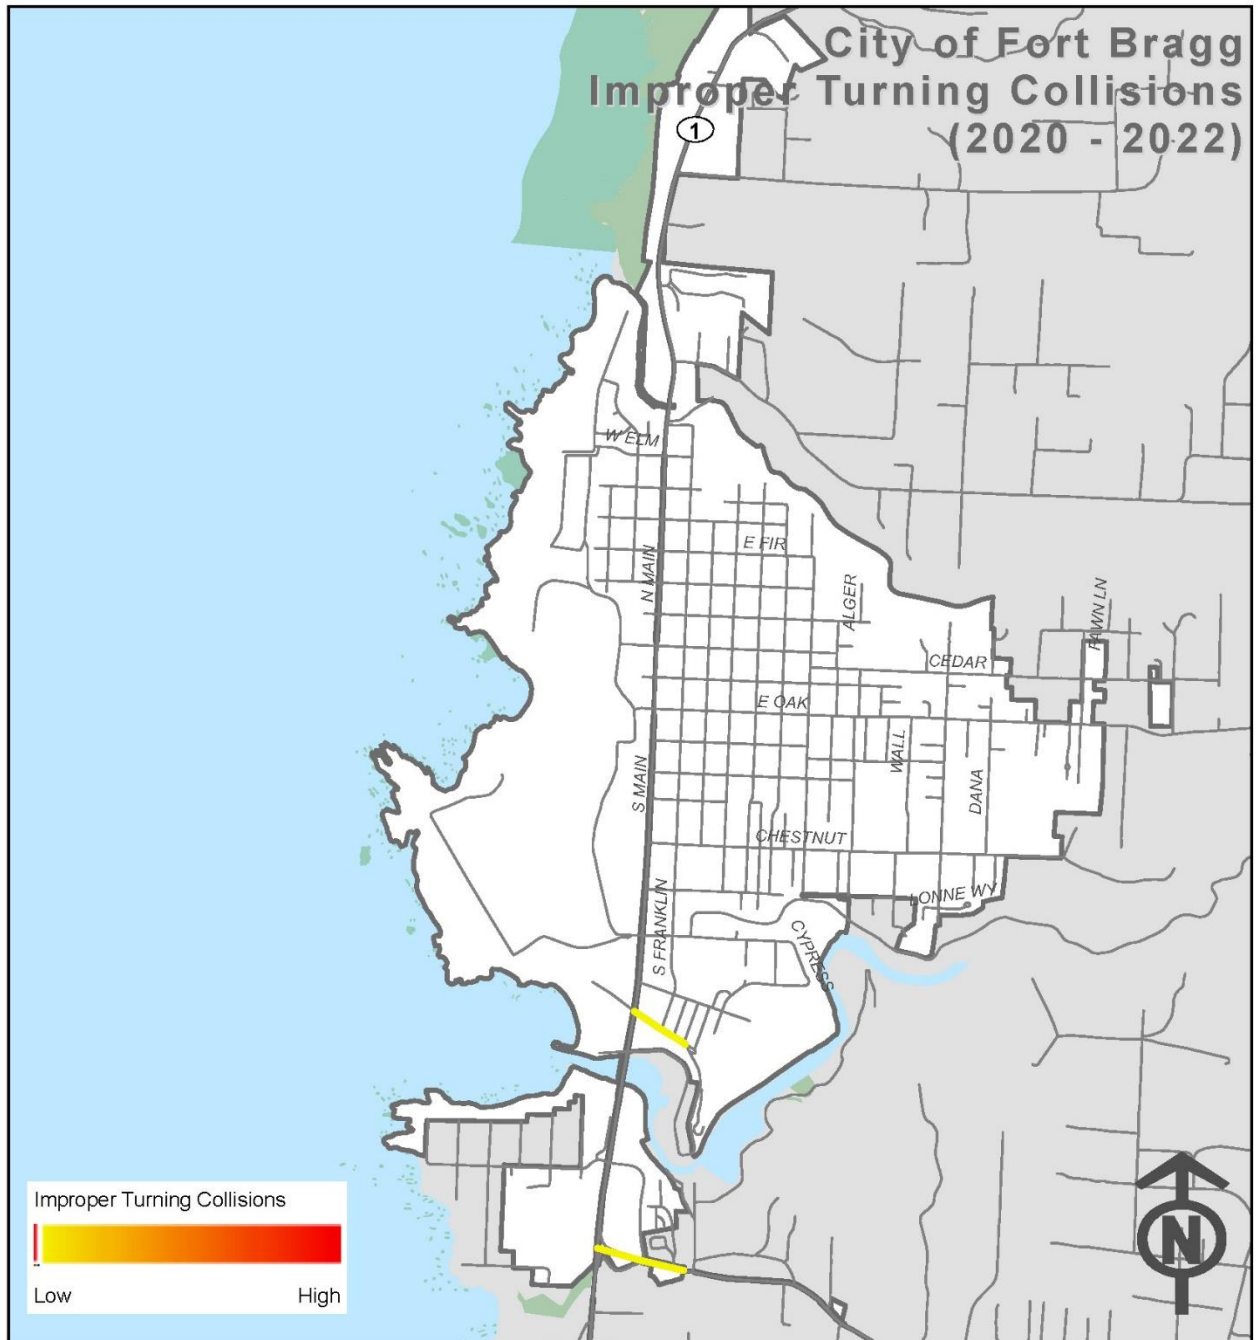 City of Fort Bragg
Improper Turning Collisions
(2020 - 2022)
1
W ELM
E FIR
N MAIN
ALGER
FAWN LN
CEDAR
E OAK
WALL
S MAIN
DANA
CHESTNUT
LONNE WY
S FRANKLIN
CYPRESS
Improper Turning Collisions
Low High
N